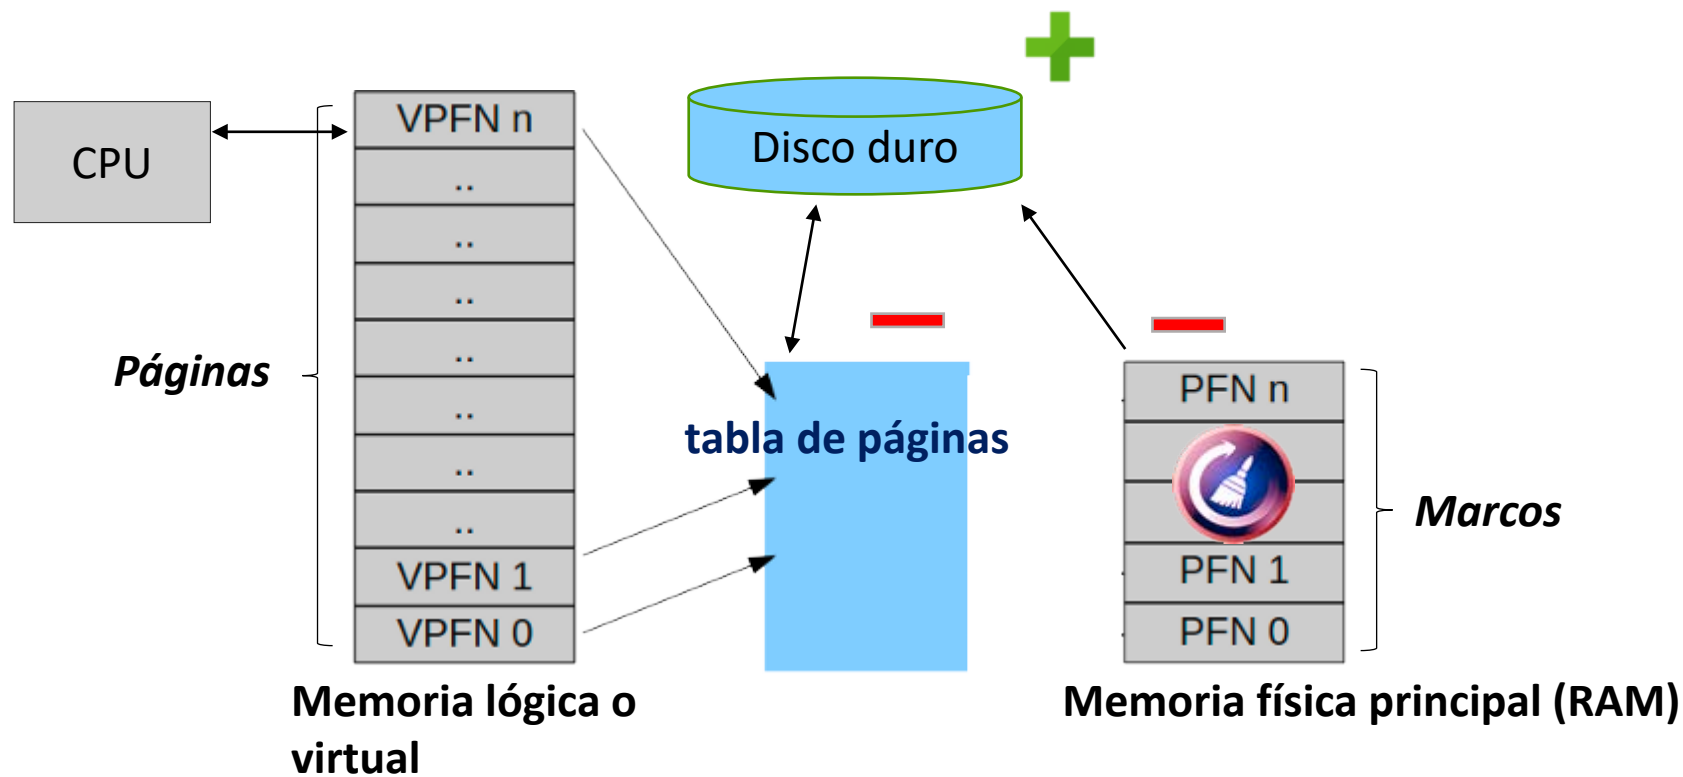 CPU
Páginas
VPFN n
..
..
..
..
..
..
..
VPFN 1
VPFN 0
Memoria lógica o
virtual
Disco duro
tabla de páginas
PFN n
PFN 1
PFN 0
Marcos
Memoria física principal (RAM)